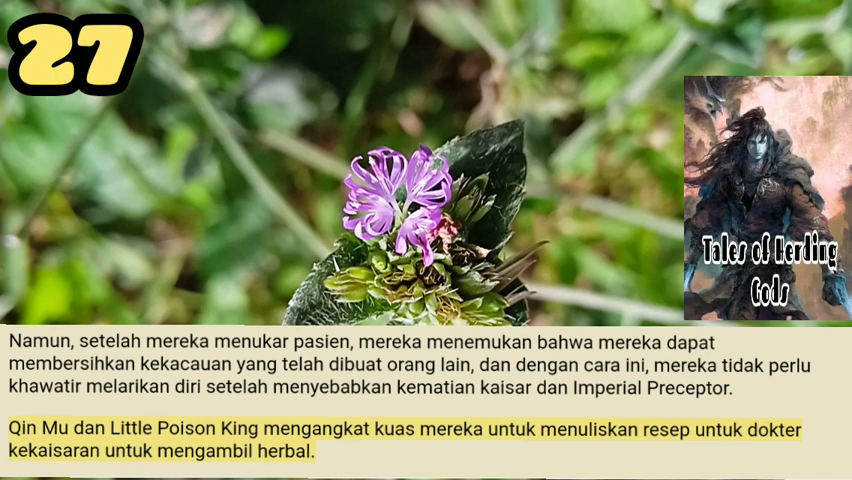 27
Tales of Herding
Gods
Namun, setelah mereka menukar pasien, mereka menemukan bahwa mereka dapat
membersihkan kekacauan yang telah dibuat orang lain, dan dengan cara ini, mereka tidak perlu
khawatir melarikan diri setelah menyebabkan kematian kaisar dan Imperial Preceptor.
Qin Mu dan Little Poison King mengangkat kuas mereka untuk menuliskan resep untuk dokter
kekaisaran untuk mengambil herbal.